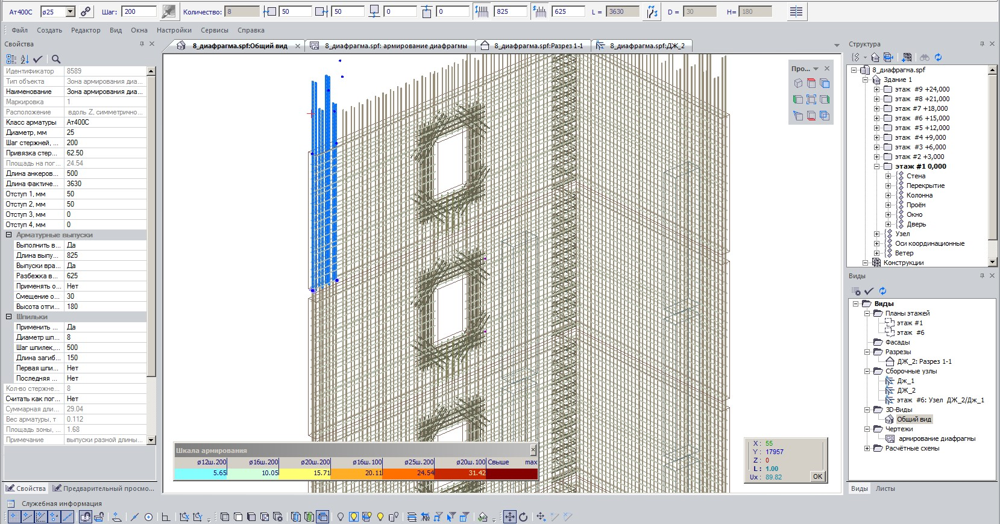 Ат400С ø25 Шаг: 200 Количество: 8 50 50 0 0 825 625 L = 3630 D = 30 H= 180
Файл Создать Редактор Вид Окна Настройки Сервисы Справка
Свойства
8_диафрагма.spf:Общий вид
8_диафрагма.spf: армирование диафрагмы
8_диафрагма.spf:Разрез 1-1
8_диафрагма.spf:ДЖ_2
Идентификатор 8589
Тип объекта Зона армирования диа...
Наименование Зона армирования диа...
Маркировка 1
Расположение вдоль Z, симметрично...
Класс арматуры Ат400С
Диаметр, мм 25
Шаг стержней, ... 200
Привязка стер... 62.50
Площадь на пог... 24.54
Длина анкеров... 500
Длина фактиче... 3630
Отступ 1, мм 50
Отступ 2, мм 50
Отступ 3, мм 0
Отступ 4, мм 0
Арматурные выпуски
Выполнить в... Да
Длина выпу... 825
Выпуски вра... Да
Разбежка в... 625
Применять о... Нет
Смещение о... 30
Высота отги... 180
Шпильки
Применить ... Да
Диаметр шп... 8
Шаг шпилек,... 500
Длина загиб... 150
Первая шпи... Нет
Последняя ... Нет
Кол-во стержне... 8
Считать как пог... Нет
Суммарная дли... 29.04
Вес арматуры, т 0.112
Площадь зоны, ... 1.68
Примечание выпуски разной длины...
Свойства Предварительный просмо...
Служебная информация
Про...
Шкала армирования
ø12ш.200 ø16ш.200 ø20ш.200 ø16ш.100 ø25ш.200 ø20ш.100 Свыше max
5.65 10.05 15.71 20.11 24.54 31.42
X : 55
Y : 17957
Z : 0
L : 1.00
Ux : 89.82
OK
Структура
8_диафрагма.spf
Здание 1
этаж #9 +24,000
этаж #8 +21,000
этаж #7 +18,000
этаж #6 +15,000
этаж #5 +12,000
этаж #4 +9,000
этаж #3 +6,000
этаж #2 +3,000
этаж #1 0,000
Стена
Перекрытие
Колонна
Проём
Окно
Дверь
Узел
Оси координационные
Ветер
Конструкции
Виды
Виды
Планы этажей
этаж #1
этаж #6
Фасады
Разрезы
ДЖ_2: Разрез 1-1
Сборочные узлы
Дж_1
ДЖ_2
этаж #6: Узел ДЖ_2/Дж_1
3D-Виды
Общий вид
Чертежи
армирование диафрагмы
Расчётные схемы
Виды Листы